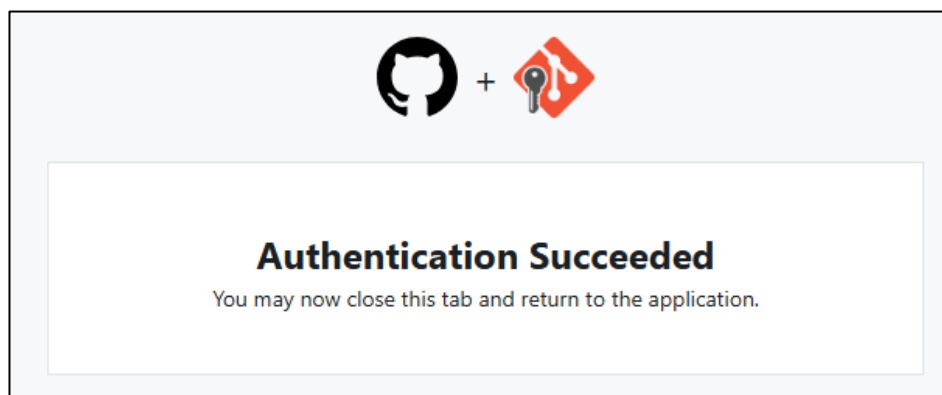 +
Authentication Succeeded
You may now close this tab and return to the application.